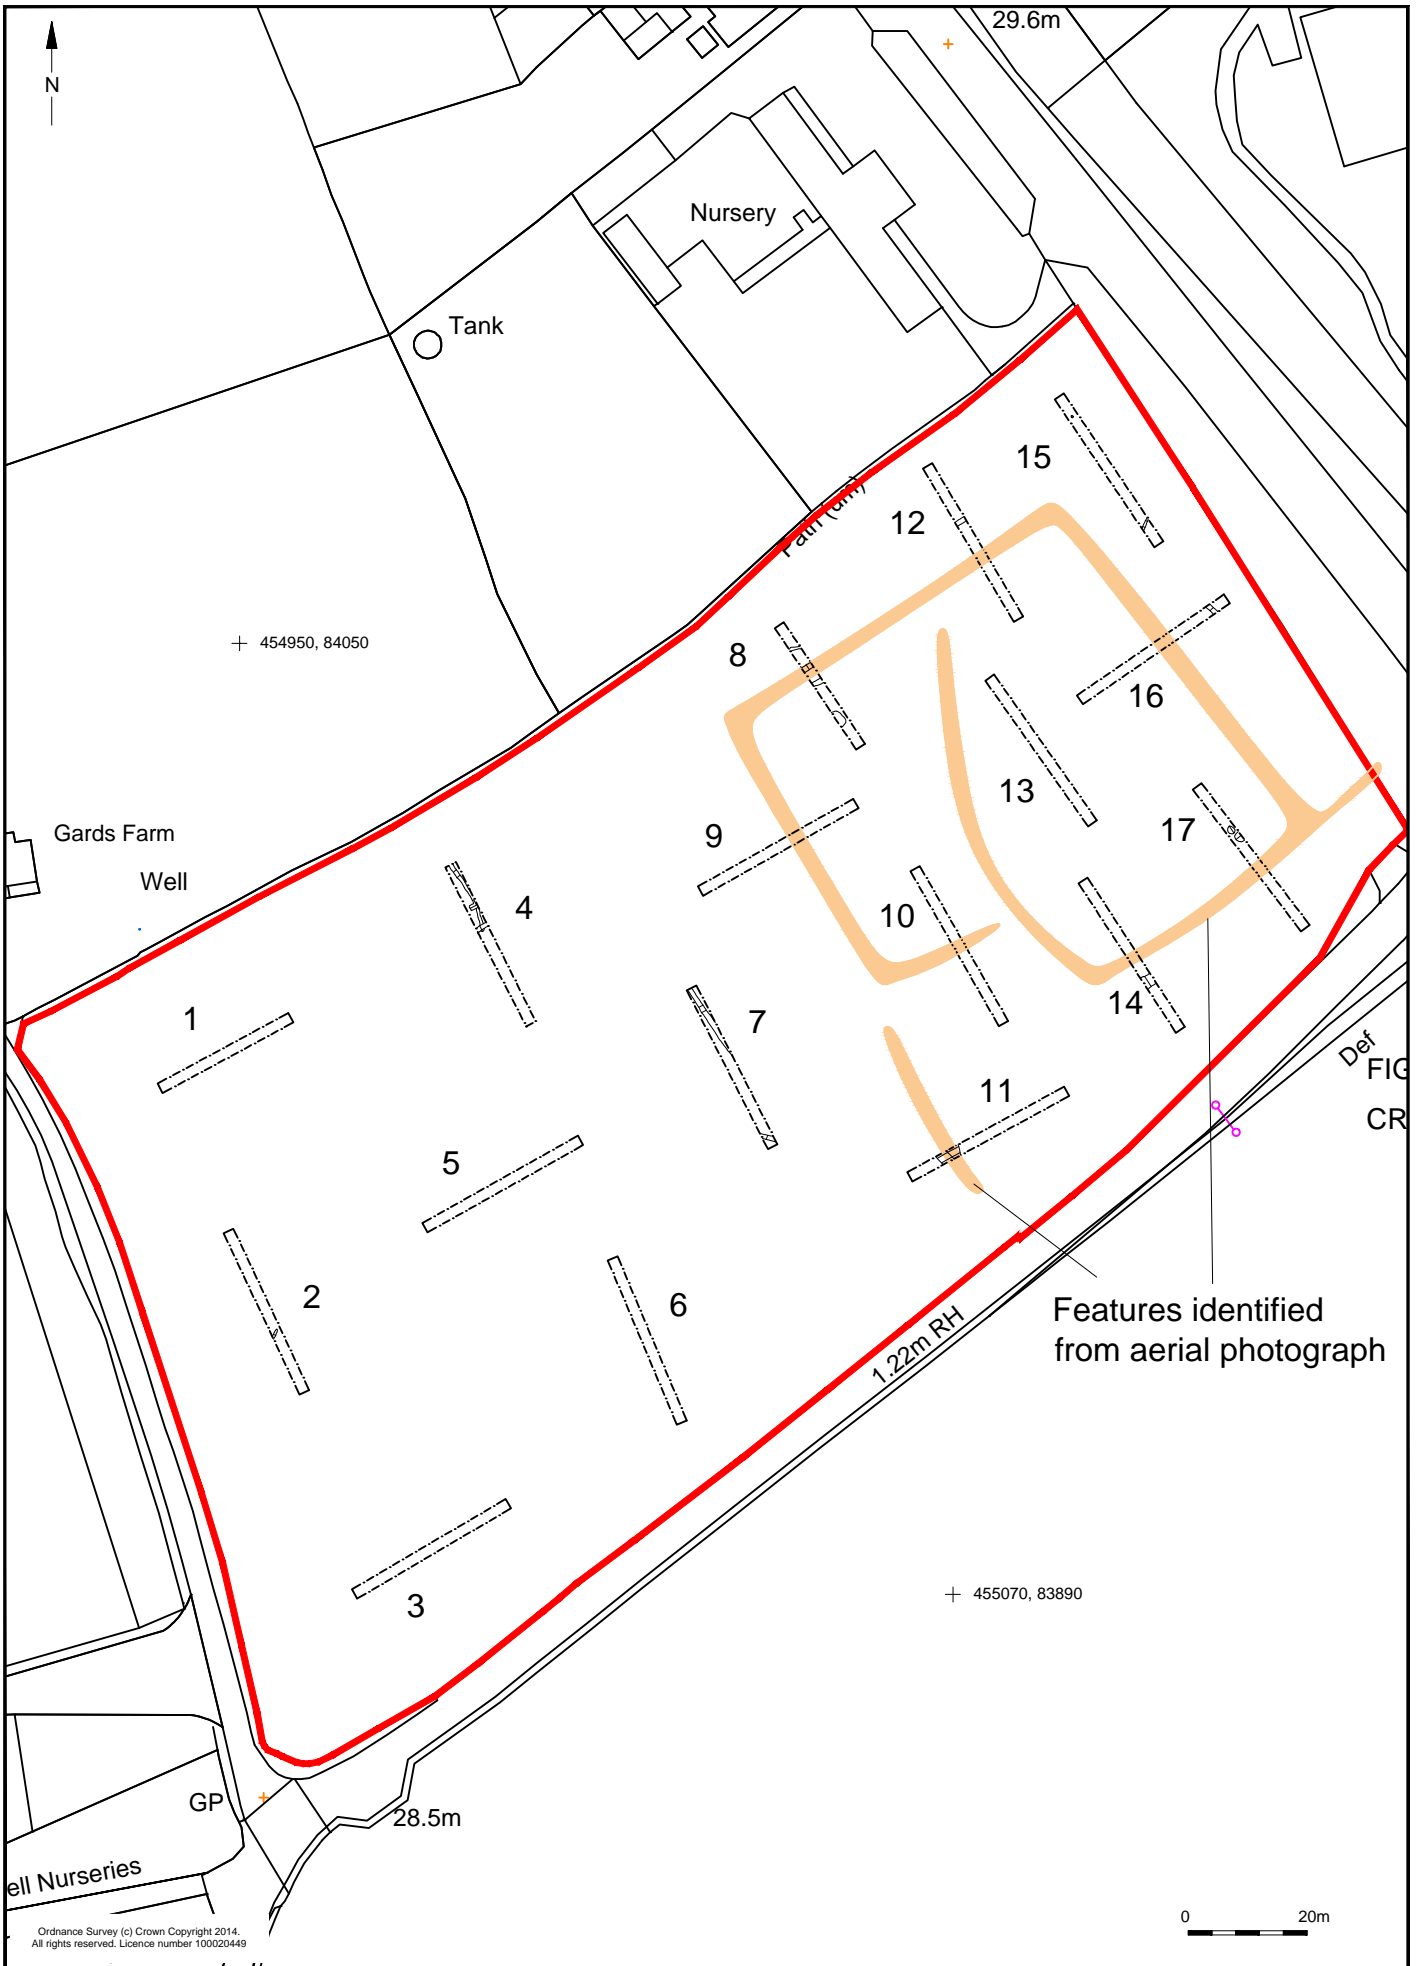 29.6m
N
Nursery
Tank
15
12
Path (um)
454950, 84050
8
16
13
Gards Farm
9
17
Well
4
10
14
1
7
Def
FIG
11
CR
5
2
6
Features identified
from aerial photograph
1.22m RH
455070, 83890
3
GP
28.5m
ell Nurseries
0 20m
Ordnance Survey (c) Crown Copyright 2014.
All rights reserved. Licence number 100020449